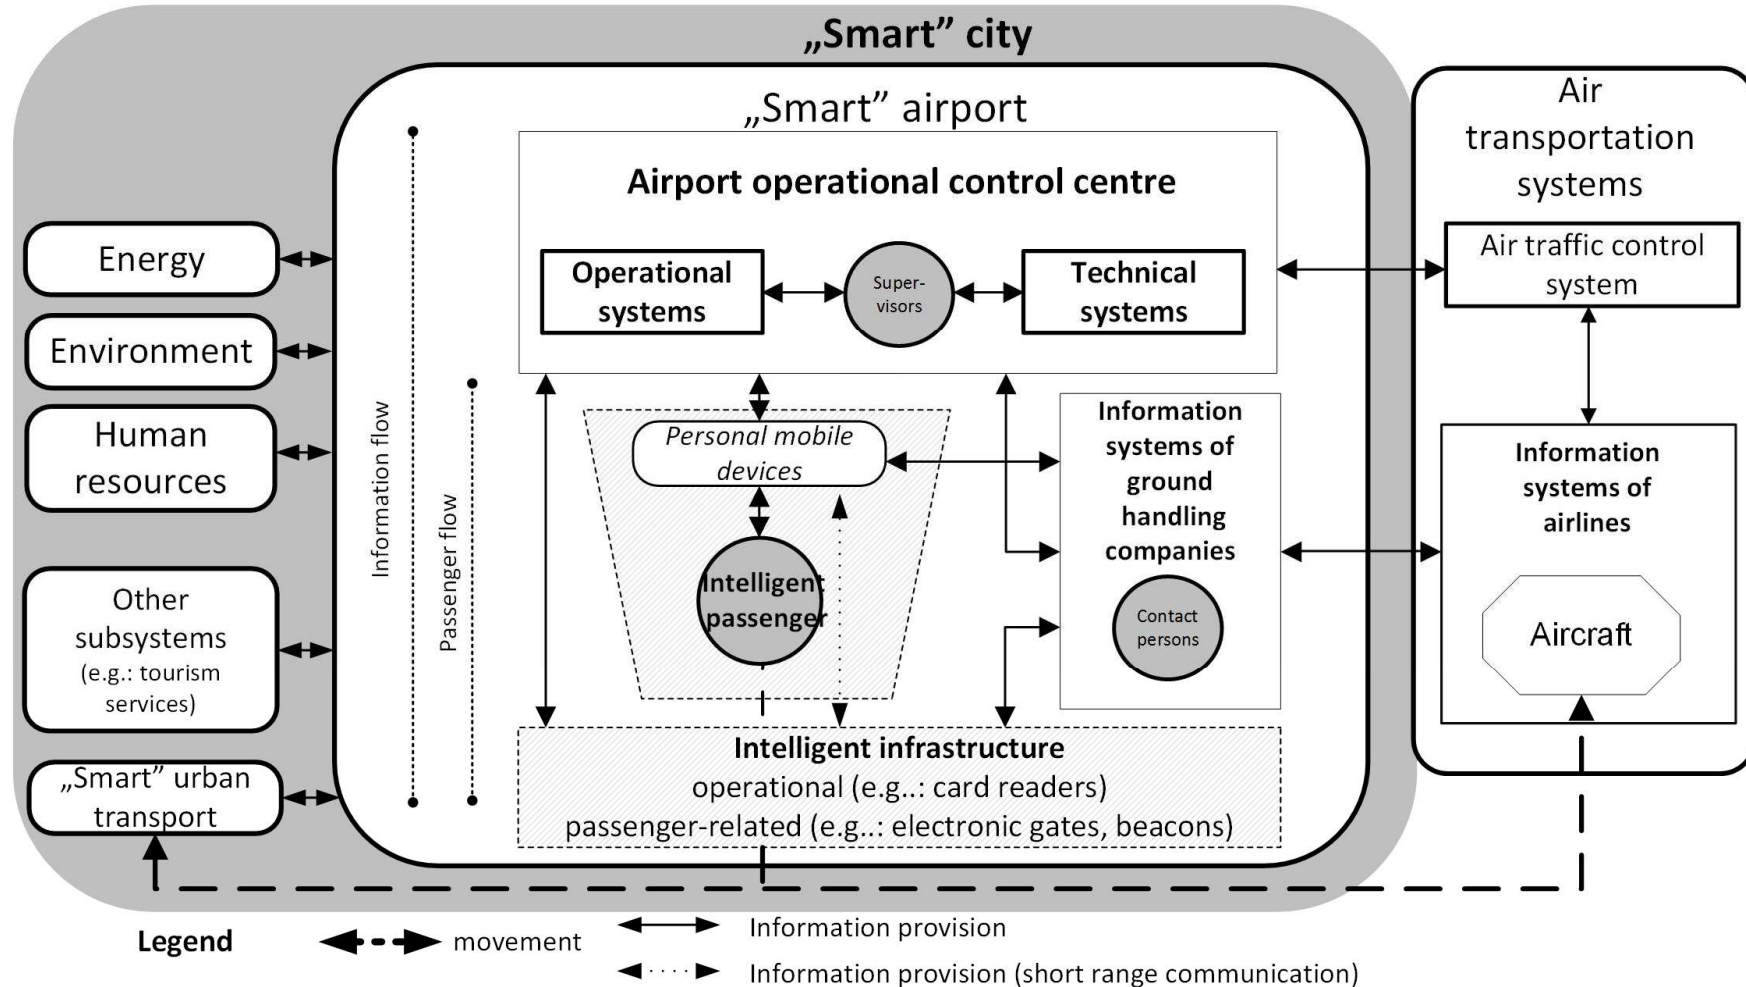 „Smart” city
„Smart” airport
Air
transportation
systems
Airport operational control centre
Operational
systems
Super-
visors
Technical
systems
Air traffic control
system
Energy
Environment
Human
resources
Other
subsystems
(e.g.: tourism
services)
„Smart” urban
transport
Information flow
Passenger flow
Personal mobile
devices
Intelligent
passenger
Information
systems of
ground
handling
companies
Contact
persons
Information
systems of
airlines
Aircraft
Intelligent infrastructure
operational (e.g..: card readers)
passenger-related (e.g..: electronic gates, beacons)
Legend
movement
Information provision
Information provision (short range communication)